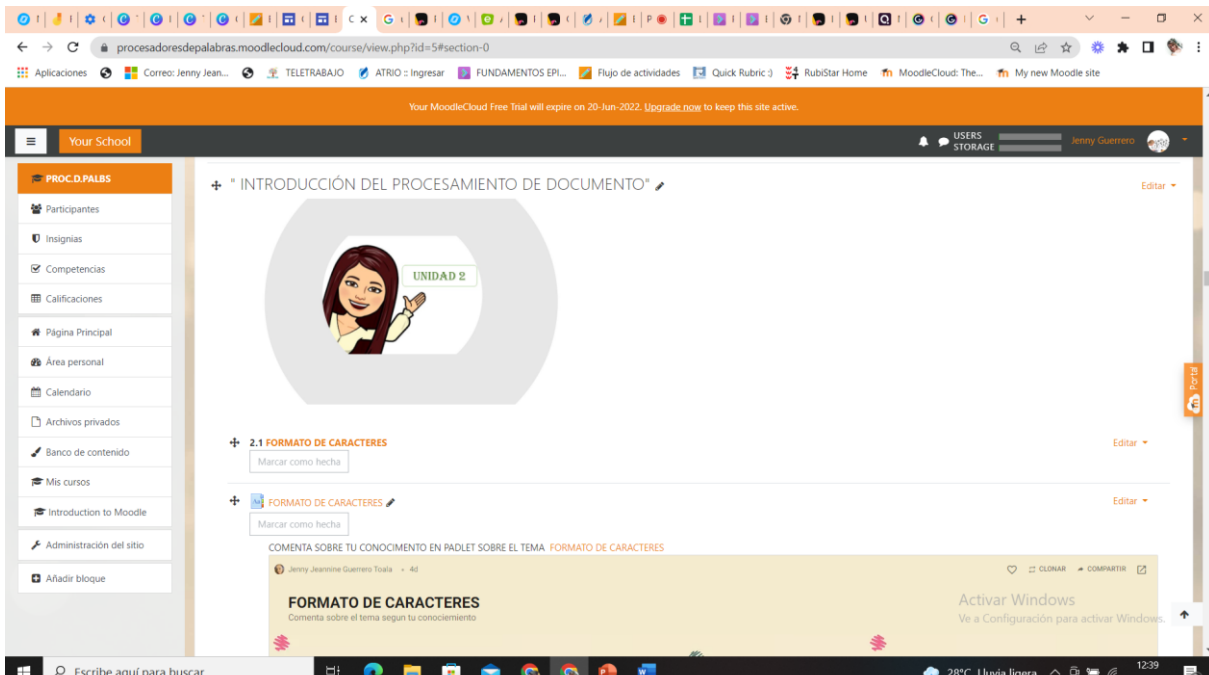 procesadoresdepalabras.moodlecloud.com/course/view.php?id=5#section-0
Aplicaciones Correo: Jenny Jean... TELETRABAJO ATRIO :: Ingresar FUNDAMENTOS EPI... Flujo de actividades Quick Rubric :) RubiStar Home MoodleCloud: The... My new Moodle site
Your MoodleCloud Free Trial will expire on 20-Jun-2022. Upgrade now to keep this site active.
Your School
USERS
STORAGE
Jenny Guerrero
PROC.D.PALBS
Participantes
Insignias
Competencias
Calificaciones
Página Principal
Área personal
Calendario
Archivos privados
Banco de contenido
Mis cursos
Introduction to Moodle
Administración del sitio
Añadir bloque
" INTRODUCCIÓN DEL PROCESAMIENTO DE DOCUMENTO"
Editar
UNIDAD 2
2.1 FORMATO DE CARACTERES
Editar
Marcar como hecha
FORMATO DE CARACTERES
Editar
Marcar como hecha
COMENTA SOBRE TU CONOCIMENTO EN PADLET SOBRE EL TEMA FORMATO DE CARACTERES
Jenny Jeannine Guerrero Toala • 4d
CLONAR COMPARTIR
FORMATO DE CARACTERES
Comenta sobre el tema segun tu conociemiento
Portal
Activar Windows
Ve a Configuración para activar Windows.
Escribe aquí para buscar
28°C Lluvia ligera
12:39